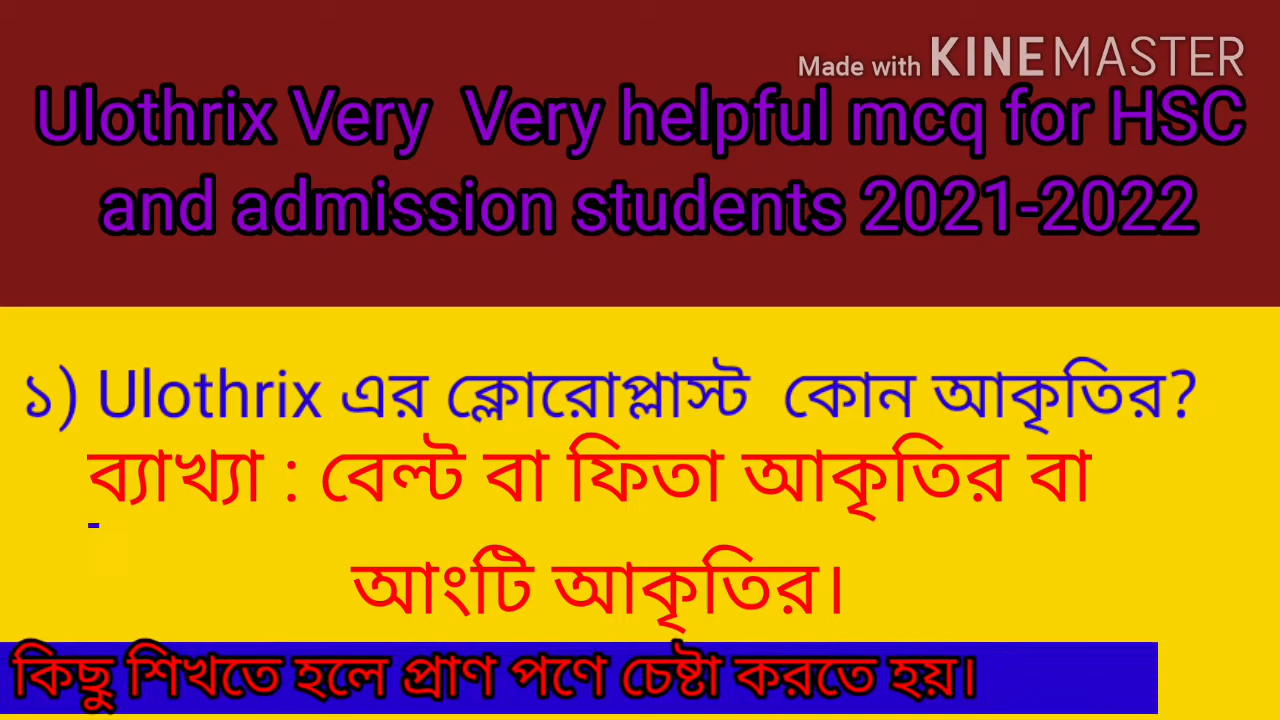 Made with KINEMASTER
Ulothrix Very Very helpful mcq for HSC
and admission students 2021-2022
১) Ulothrix এর ক্লোরোপ্লাস্ট কোন আকৃতির?
ব্যাখ্যা : বেল্ট বা ফিতা আকৃতির বা
আংটি আকৃতির।
কিছু শিখতে হলে প্রাণ পণে চেষ্টা করতে হয়।